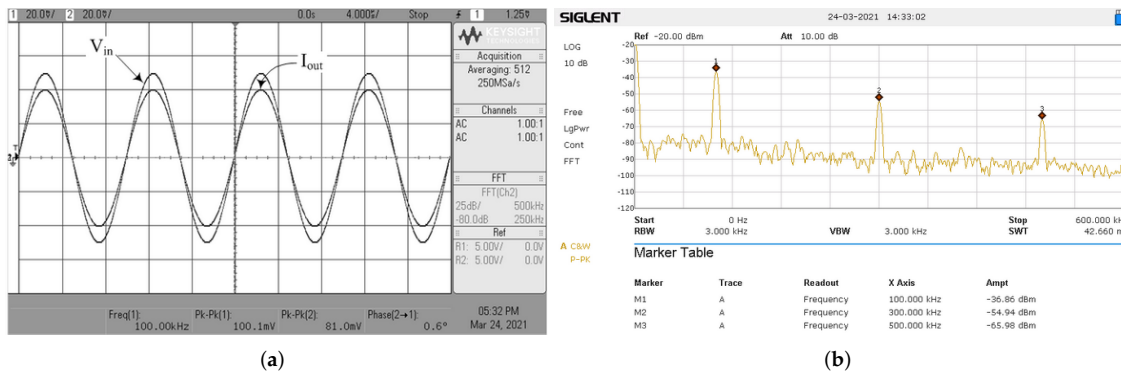 1 20.0V/ 2 20.0V 0.0s 4.000s/ Stop 1 1.25V
KEYSIGHT
TECHNOLOGIES
Acquisition
Averaging: 512
250MSa/s
Channels
AC 1.00:1
AC 1.00:1
FFT
FFT(Ch2)
25dB/ 500kHz
-80.0dB 250kHz
Ref
R1: 5.00V/ 0.0V
R2: 5.00V/ 0.0V
Vin
Iout
Freq(1): 100.00kHz
Pk-Pk(1): 100.1mV
Pk-Pk(2): 81.0mV
Phase(2→1): 0.6°
05:32 PM
Mar 24, 2021
(a)
SIGLENT 24-03-2021 14:33:02
Ref -20.00 dBm Att 10.00 dB
LOG
10 dB
Free
LgPwr
Cont
FFT
A C&W
P-PK
-20
-30
-40
-50
-60
-70
-80
-90
-100
-110
-120
1
2
3
Start 0 Hz Stop 600.000
RBW 3.000 kHz VBW 3.000 kHz SWT 42.660
Marker Table
Marker Trace Readout X Axis Ampt
M1 A Frequency 100.000 kHz -36.86 dBm
M2 A Frequency 300.000 kHz -54.94 dBm
M3 A Frequency 500.000 kHz -65.98 dBm
(b)